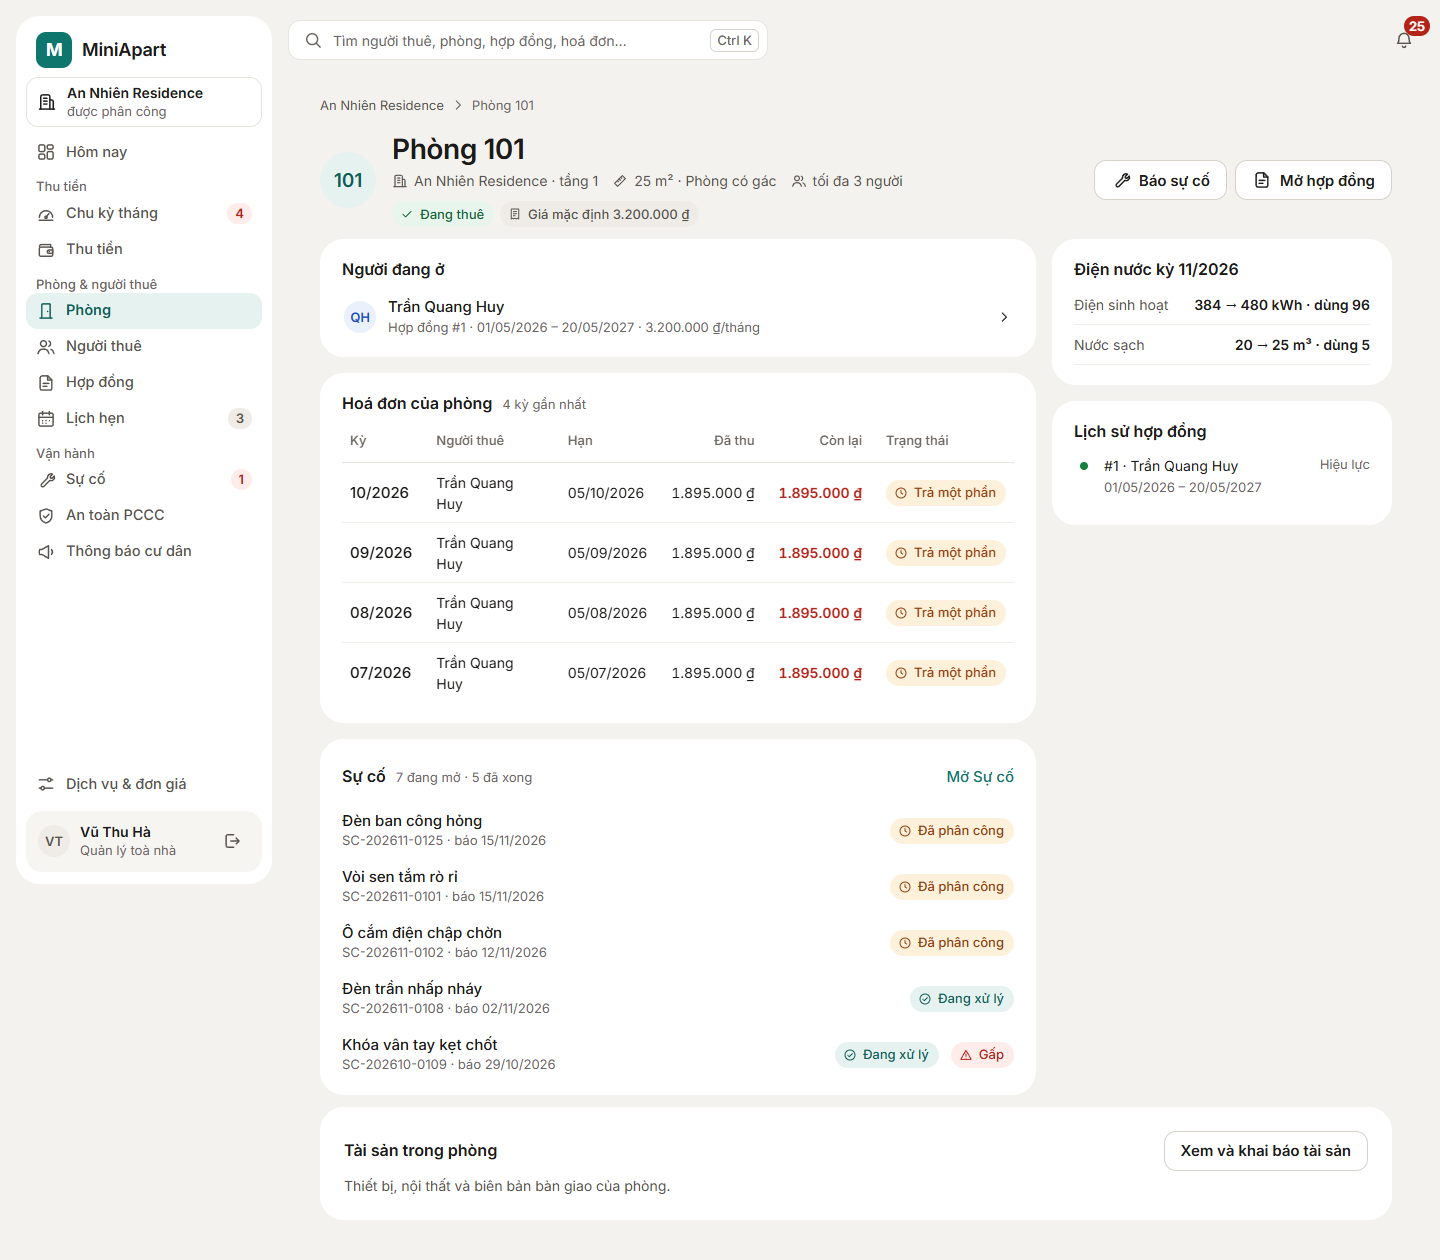 M MiniApart
An Nhiên Residence
được phân công
Hôm nay
Thu tiền
Chu kỳ tháng 4
Thu tiền
Phòng & người thuê
Phòng
Người thuê
Hợp đồng
Lịch hẹn 3
Vận hành
Sự cố 1
An toàn PCCC
Thông báo cư dân
Dịch vụ & đơn giá
VT Vũ Thu Hà
Quản lý toà nhà
Tìm người thuê, phòng, hợp đồng, hoá đơn... Ctrl K
25
An Nhiên Residence > Phòng 101
101
Phòng 101
An Nhiên Residence · tầng 1 25 m² · Phòng có gác tối đa 3 người
Đang thuê Giá mặc định 3.200.000 ₫
Báo sự cố Mở hợp đồng
Người đang ở
QH Trần Quang Huy
Hợp đồng #1 · 01/05/2026 – 20/05/2027 · 3.200.000 ₫/tháng
Hoá đơn của phòng 4 kỳ gần nhất
Kỳ Người thuê Hạn Đã thu Còn lại Trạng thái
10/2026 Trần Quang Huy 05/10/2026 1.895.000 ₫ 1.895.000 ₫ Trả một phần
09/2026 Trần Quang Huy 05/09/2026 1.895.000 ₫ 1.895.000 ₫ Trả một phần
08/2026 Trần Quang Huy 05/08/2026 1.895.000 ₫ 1.895.000 ₫ Trả một phần
07/2026 Trần Quang Huy 05/07/2026 1.895.000 ₫ 1.895.000 ₫ Trả một phần
Sự cố 7 đang mở · 5 đã xong Mở Sự cố
Đèn ban công hỏng
SC-202611-0125 · báo 15/11/2026 Đã phân công
Vòi sen tắm rò rỉ
SC-202611-0101 · báo 15/11/2026 Đã phân công
Ổ cắm điện chập chờn
SC-202611-0102 · báo 12/11/2026 Đã phân công
Đèn trần nhấp nháy
SC-202611-0108 · báo 02/11/2026 Đang xử lý
Khóa vân tay kẹt chốt
SC-202610-0109 · báo 29/10/2026 Đang xử lý Gấp
Điện nước kỳ 11/2026
Điện sinh hoạt 384 → 480 kWh · dùng 96
Nước sạch 20 → 25 m³ · dùng 5
Lịch sử hợp đồng
#1 · Trần Quang Huy Hiệu lực
01/05/2026 – 20/05/2027
Tài sản trong phòng
Thiết bị, nội thất và biên bản bàn giao của phòng.
Xem và khai báo tài sản